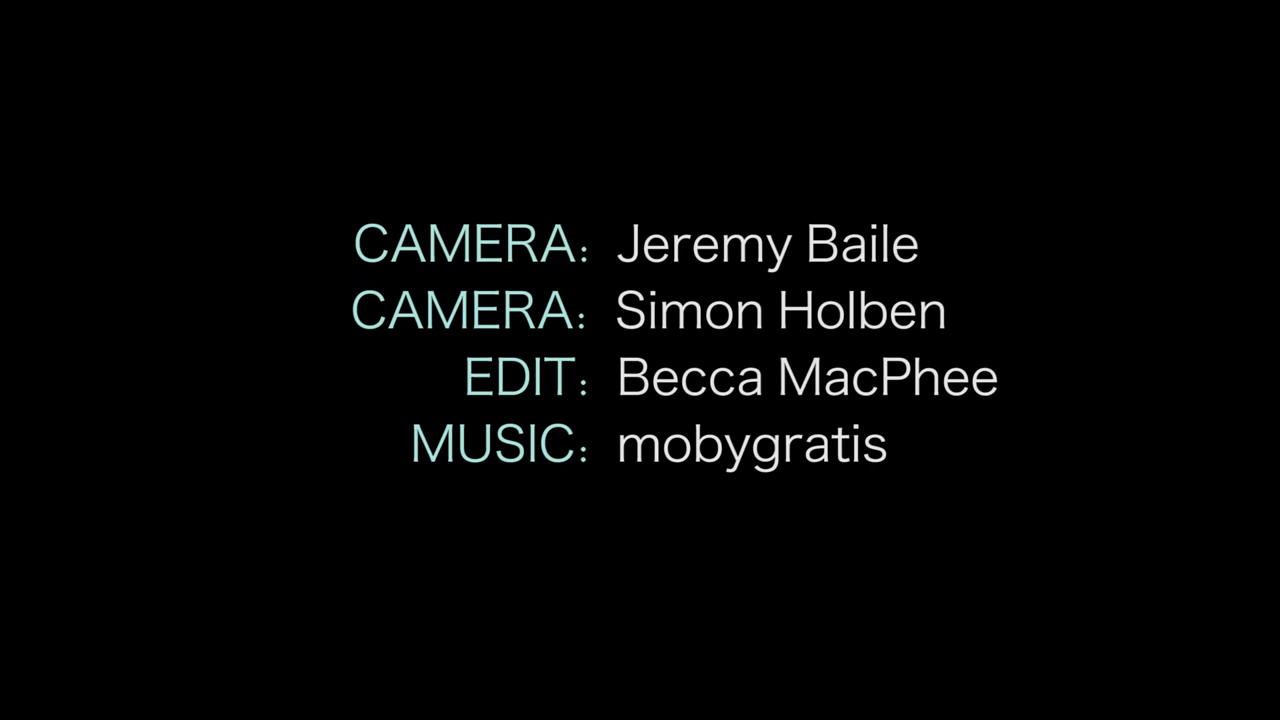 CAMERA: Jeremy Baile
CAMERA: Simon Holben
EDIT: Becca MacPhee
MUSIC: mobygratis